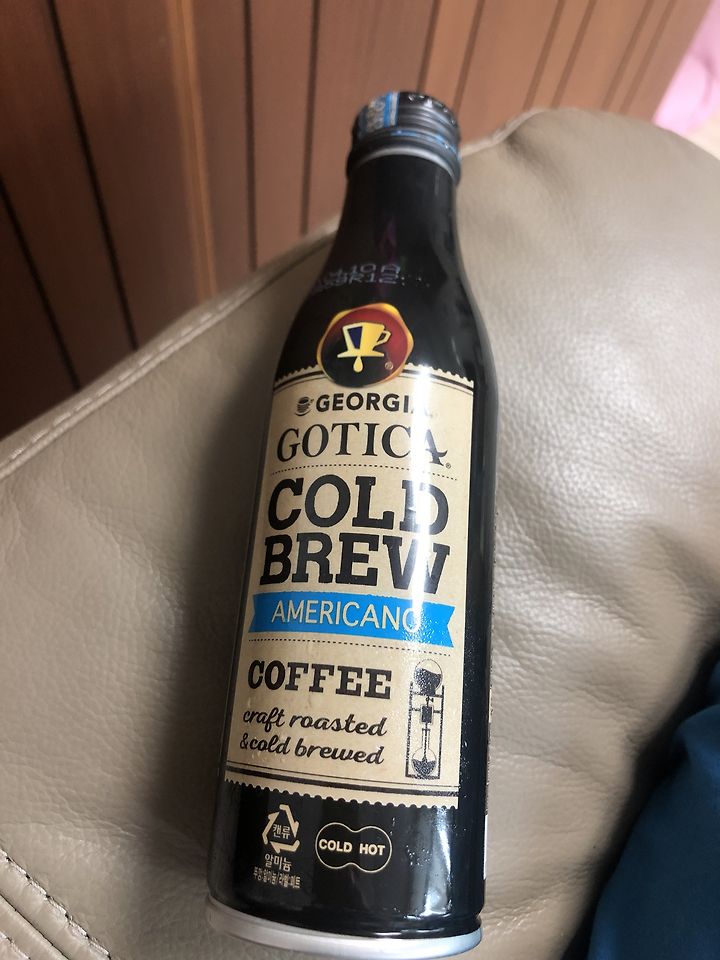 GEORGIA
GOTICA®
COLD
BREW
AMERICANO
COFFEE
craft roasted
& cold brewed
캔류
알미늄
COLD HOT